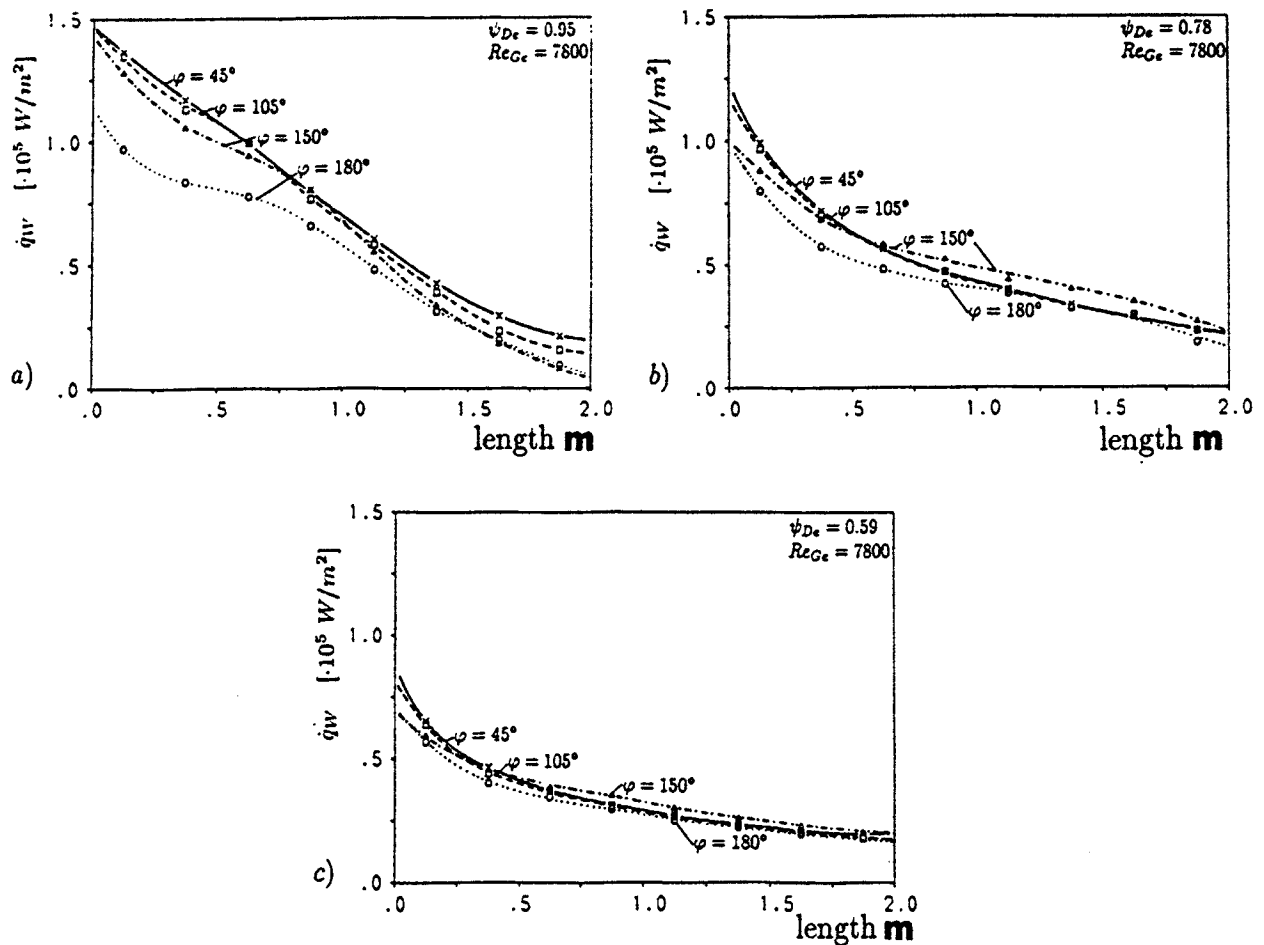 1.5
1.0
.5
.0
q̇W [·10⁵ W/m²]
ψDe = 0.95
ReGe = 7800
φ = 45°
φ = 105°
φ = 150°
φ = 180°
a)
.0 .5 1.0 1.5 2.0
length m
1.5
1.0
.5
.0
q̇W [·10⁵ W/m²]
ψDe = 0.78
ReGe = 7800
φ = 45°
φ = 105°
φ = 150°
φ = 180°
b)
.0 .5 1.0 1.5 2.0
length m
1.5
1.0
.5
.0
q̇W [·10⁵ W/m²]
ψDe = 0.59
ReGe = 7800
φ = 45°
φ = 105°
φ = 150°
φ = 180°
c)
.0 .5 1.0 1.5 2.0
length m